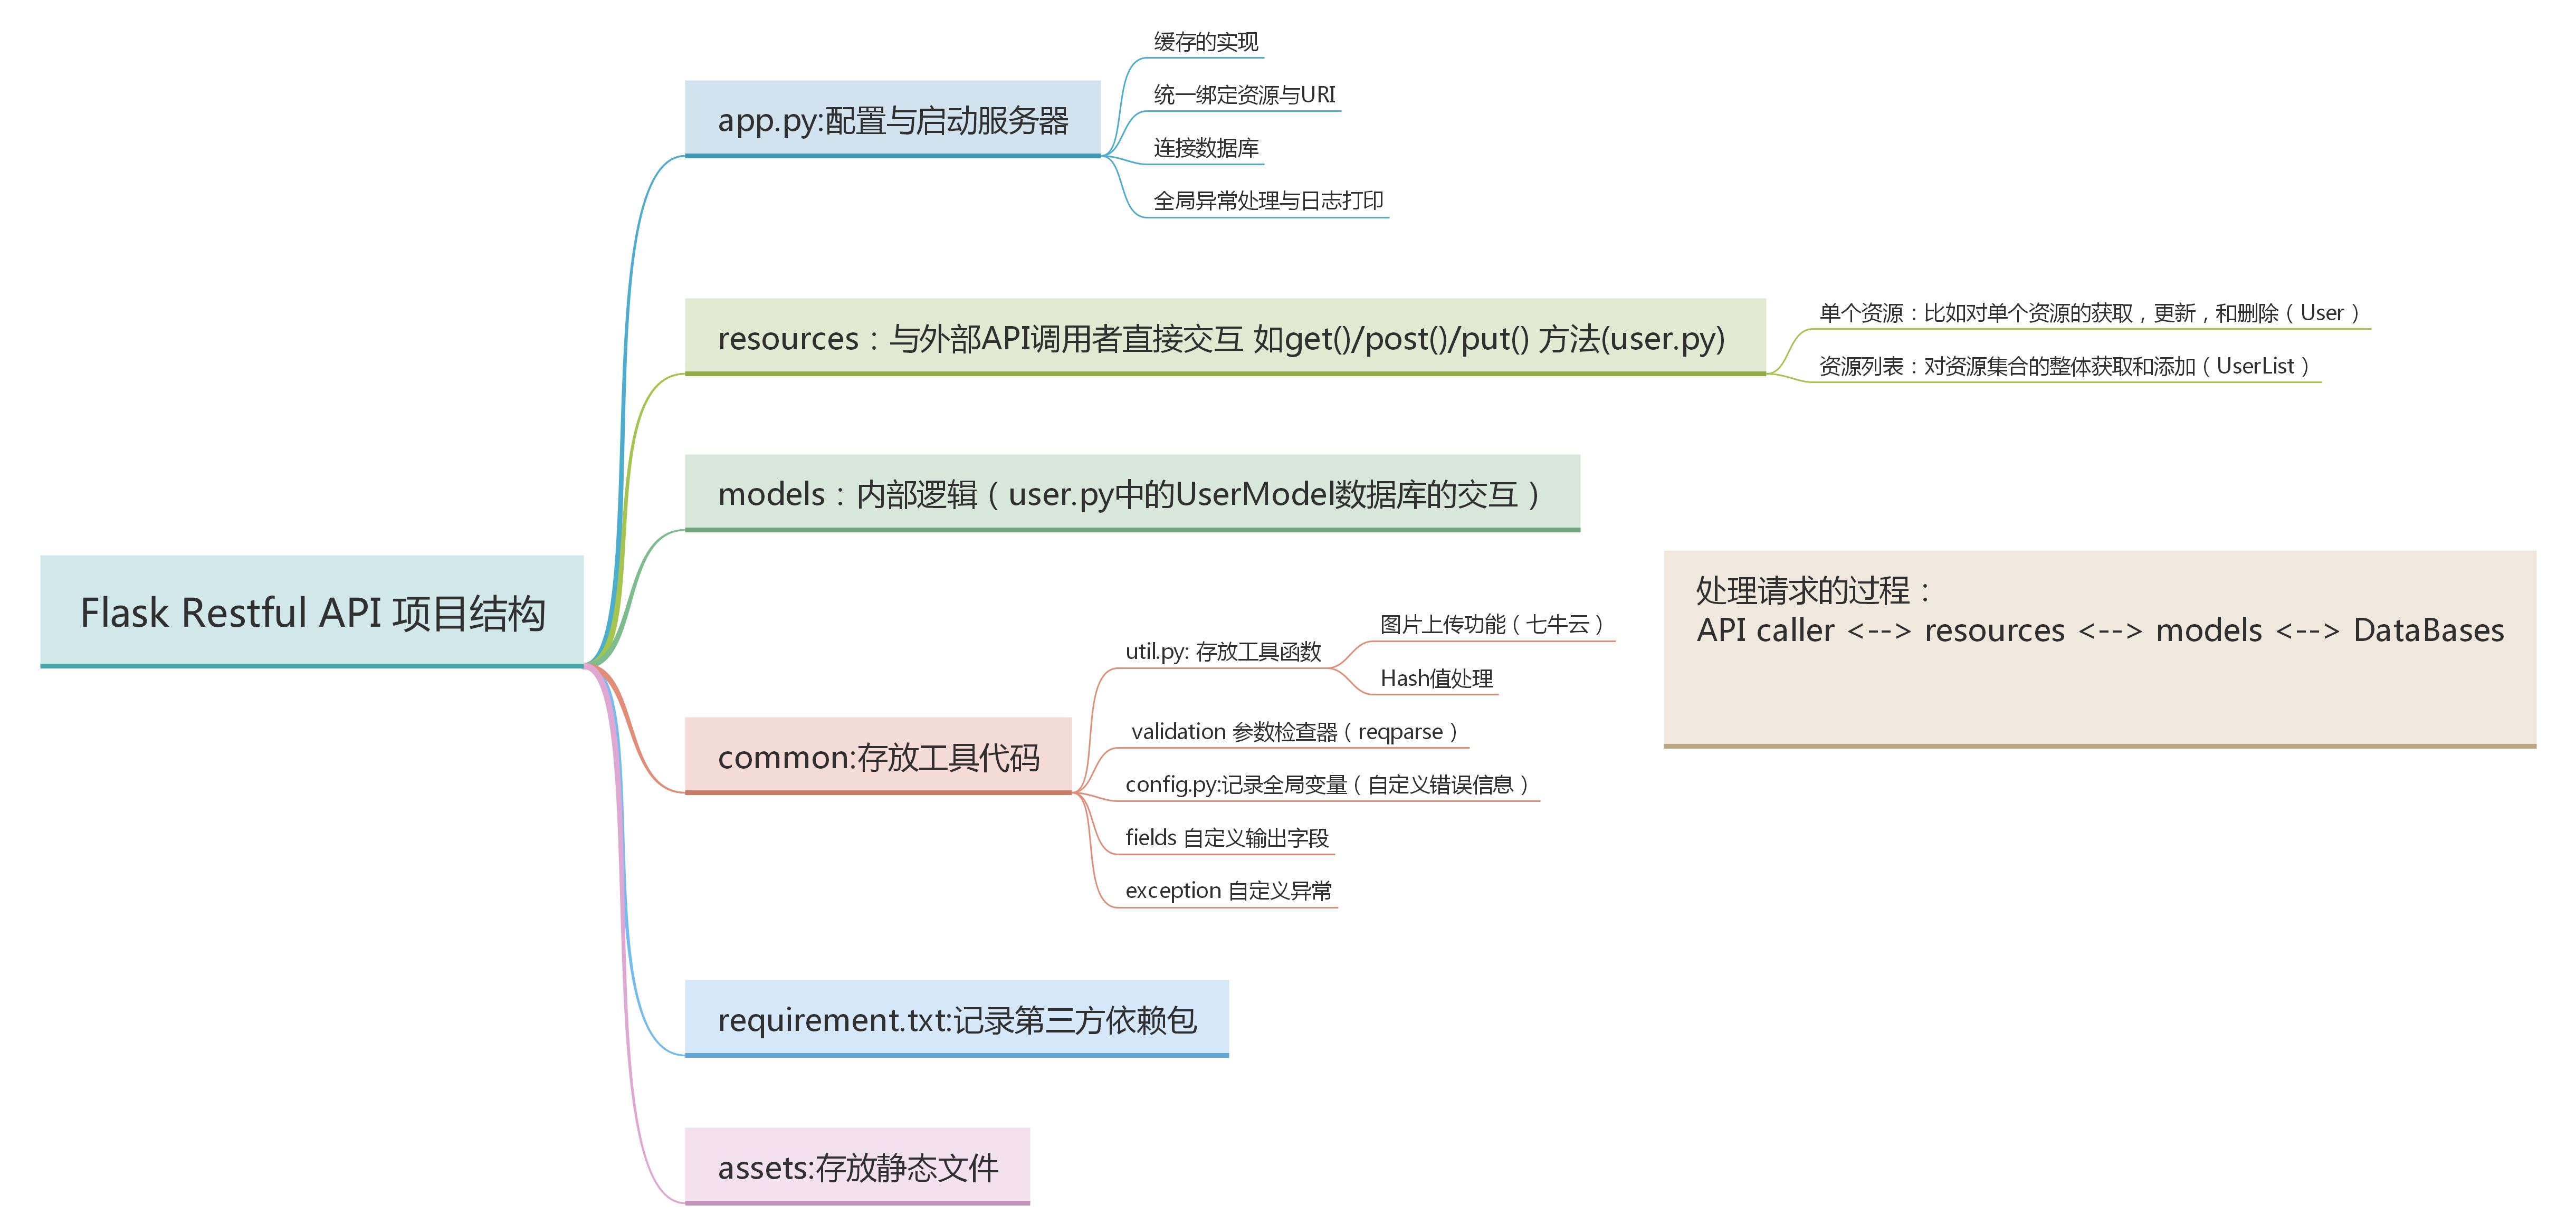 Flask Restful API 项目结构
app.py:配置与启动服务器
缓存的实现
统一绑定资源与URI
连接数据库
全局异常处理与日志打印
resources：与外部API调用者直接交互 如get()/post()/put() 方法(user.py)
单个资源：比如对单个资源的获取，更新，和删除（User）
资源列表：对资源集合的整体获取和添加（UserList）
models：内部逻辑（user.py中的UserModel数据库的交互）
common:存放工具代码
util.py: 存放工具函数
图片上传功能（七牛云）
Hash值处理
validation 参数检查器（reqparse）
config.py:记录全局变量（自定义错误信息）
fields 自定义输出字段
exception 自定义异常
requirement.txt:记录第三方依赖包
assets:存放静态文件
处理请求的过程：
API caller <--> resources <--> models <--> DataBases